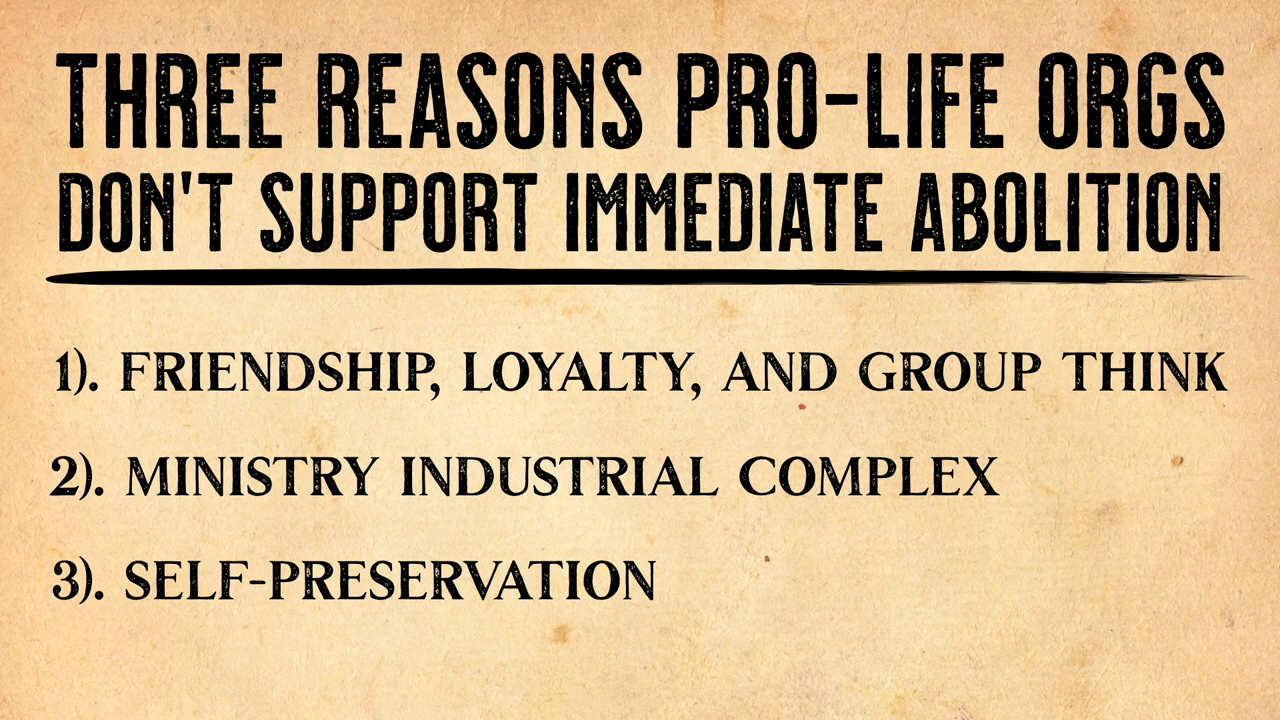 THREE REASONS PRO-LIFE ORGS
DON'T SUPPORT IMMEDIATE ABOLITION
1). FRIENDSHIP, LOYALTY, AND GROUP THINK
2). MINISTRY INDUSTRIAL COMPLEX
3). SELF-PRESERVATION